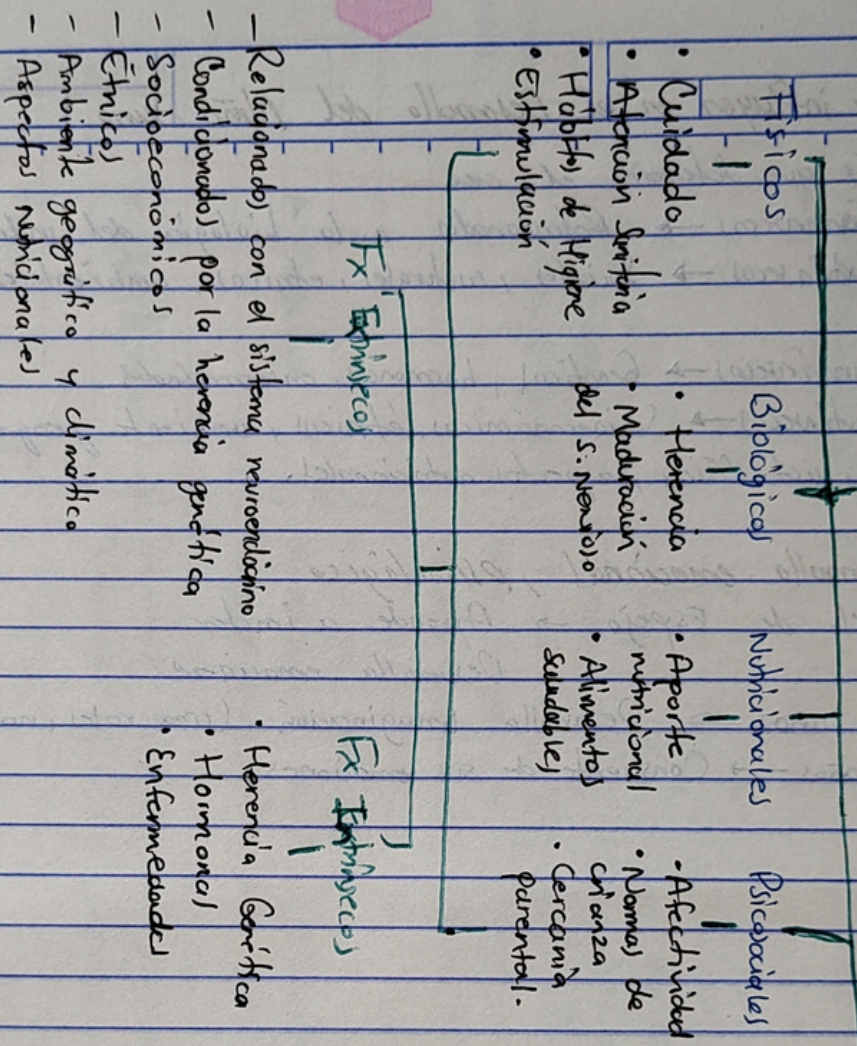 Físicos
• Cuidado
• Atención Sanitaria
• Hábitos de Higiene
• Estimulación
Biológicos
• Herencia
• Maduración
del S. Nervioso
Nutricionales
• Aporte
nutricional
• Alimentos
saludables
Psicosociales
• Afectividad
• Normas de
crianza
• Cercanía
parental.
Fx Extrínsecos
- Relacionados con el sistema neuroendocrino
- Condicionados por la herencia genética
- Socioeconómicos
- Étnicos
- Ambiente geográfico y climático
- Aspectos nutricionales
Fx Intrínsecos
• Herencia Genética
• Hormonas
• Enfermedades